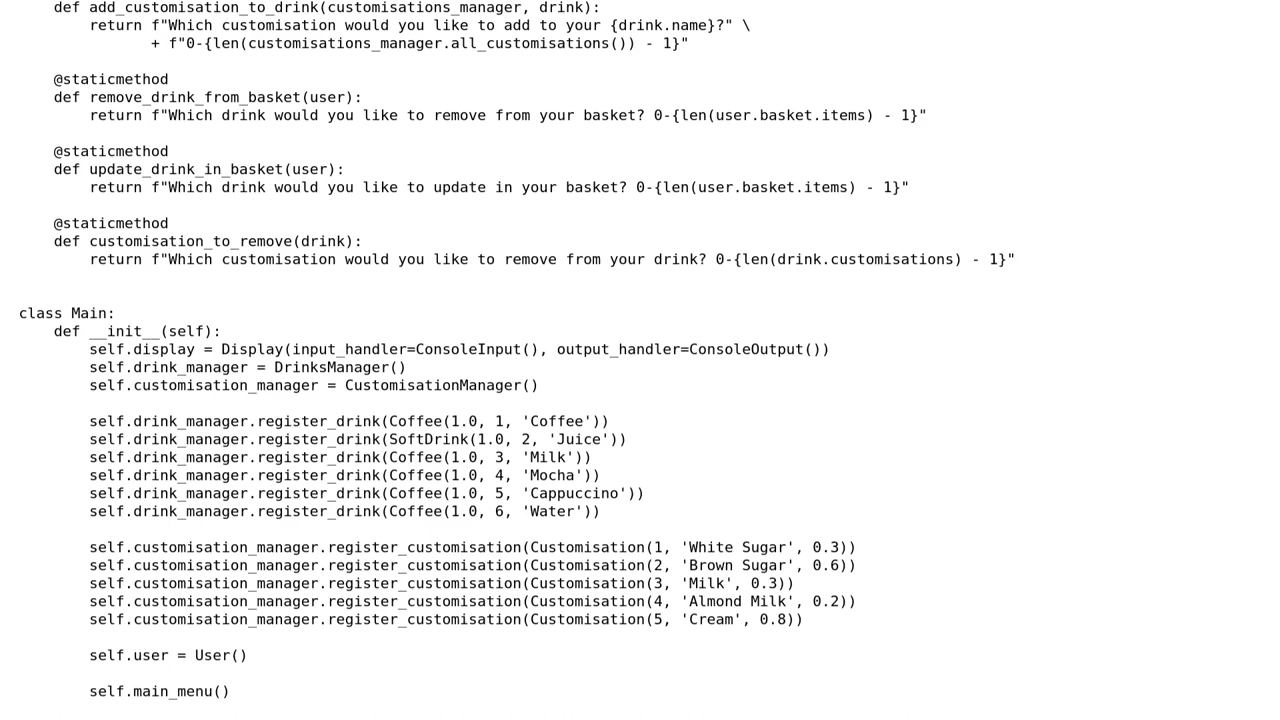 def add_customisation_to_drink(customisations_manager, drink):
return f"Which customisation would you like to add to your {drink.name}?" \
+ f"0-{len(customisations_manager.all_customisations()) - 1}"
@staticmethod
def remove_drink_from_basket(user):
return f"Which drink would you like to remove from your basket? 0-{len(user.basket.items) - 1}"
@staticmethod
def update_drink_in_basket(user):
return f"Which drink would you like to update in your basket? 0-{len(user.basket.items) - 1}"
@staticmethod
def customisation_to_remove(drink):
return f"Which customisation would you like to remove from your drink? 0-{len(drink.customisations) - 1}"
class Main:
def __init__(self):
self.display = Display(input_handler=ConsoleInput(), output_handler=ConsoleOutput())
self.drink_manager = DrinksManager()
self.customisation_manager = CustomisationManager()
self.drink_manager.register_drink(Coffee(1.0, 1, 'Coffee'))
self.drink_manager.register_drink(SoftDrink(1.0, 2, 'Juice'))
self.drink_manager.register_drink(Coffee(1.0, 3, 'Milk'))
self.drink_manager.register_drink(Coffee(1.0, 4, 'Mocha'))
self.drink_manager.register_drink(Coffee(1.0, 5, 'Cappuccino'))
self.drink_manager.register_drink(Coffee(1.0, 6, 'Water'))
self.customisation_manager.register_customisation(Customisation(1, 'White Sugar', 0.3))
self.customisation_manager.register_customisation(Customisation(2, 'Brown Sugar', 0.6))
self.customisation_manager.register_customisation(Customisation(3, 'Milk', 0.3))
self.customisation_manager.register_customisation(Customisation(4, 'Almond Milk', 0.2))
self.customisation_manager.register_customisation(Customisation(5, 'Cream', 0.8))
self.user = User()
self.main_menu()